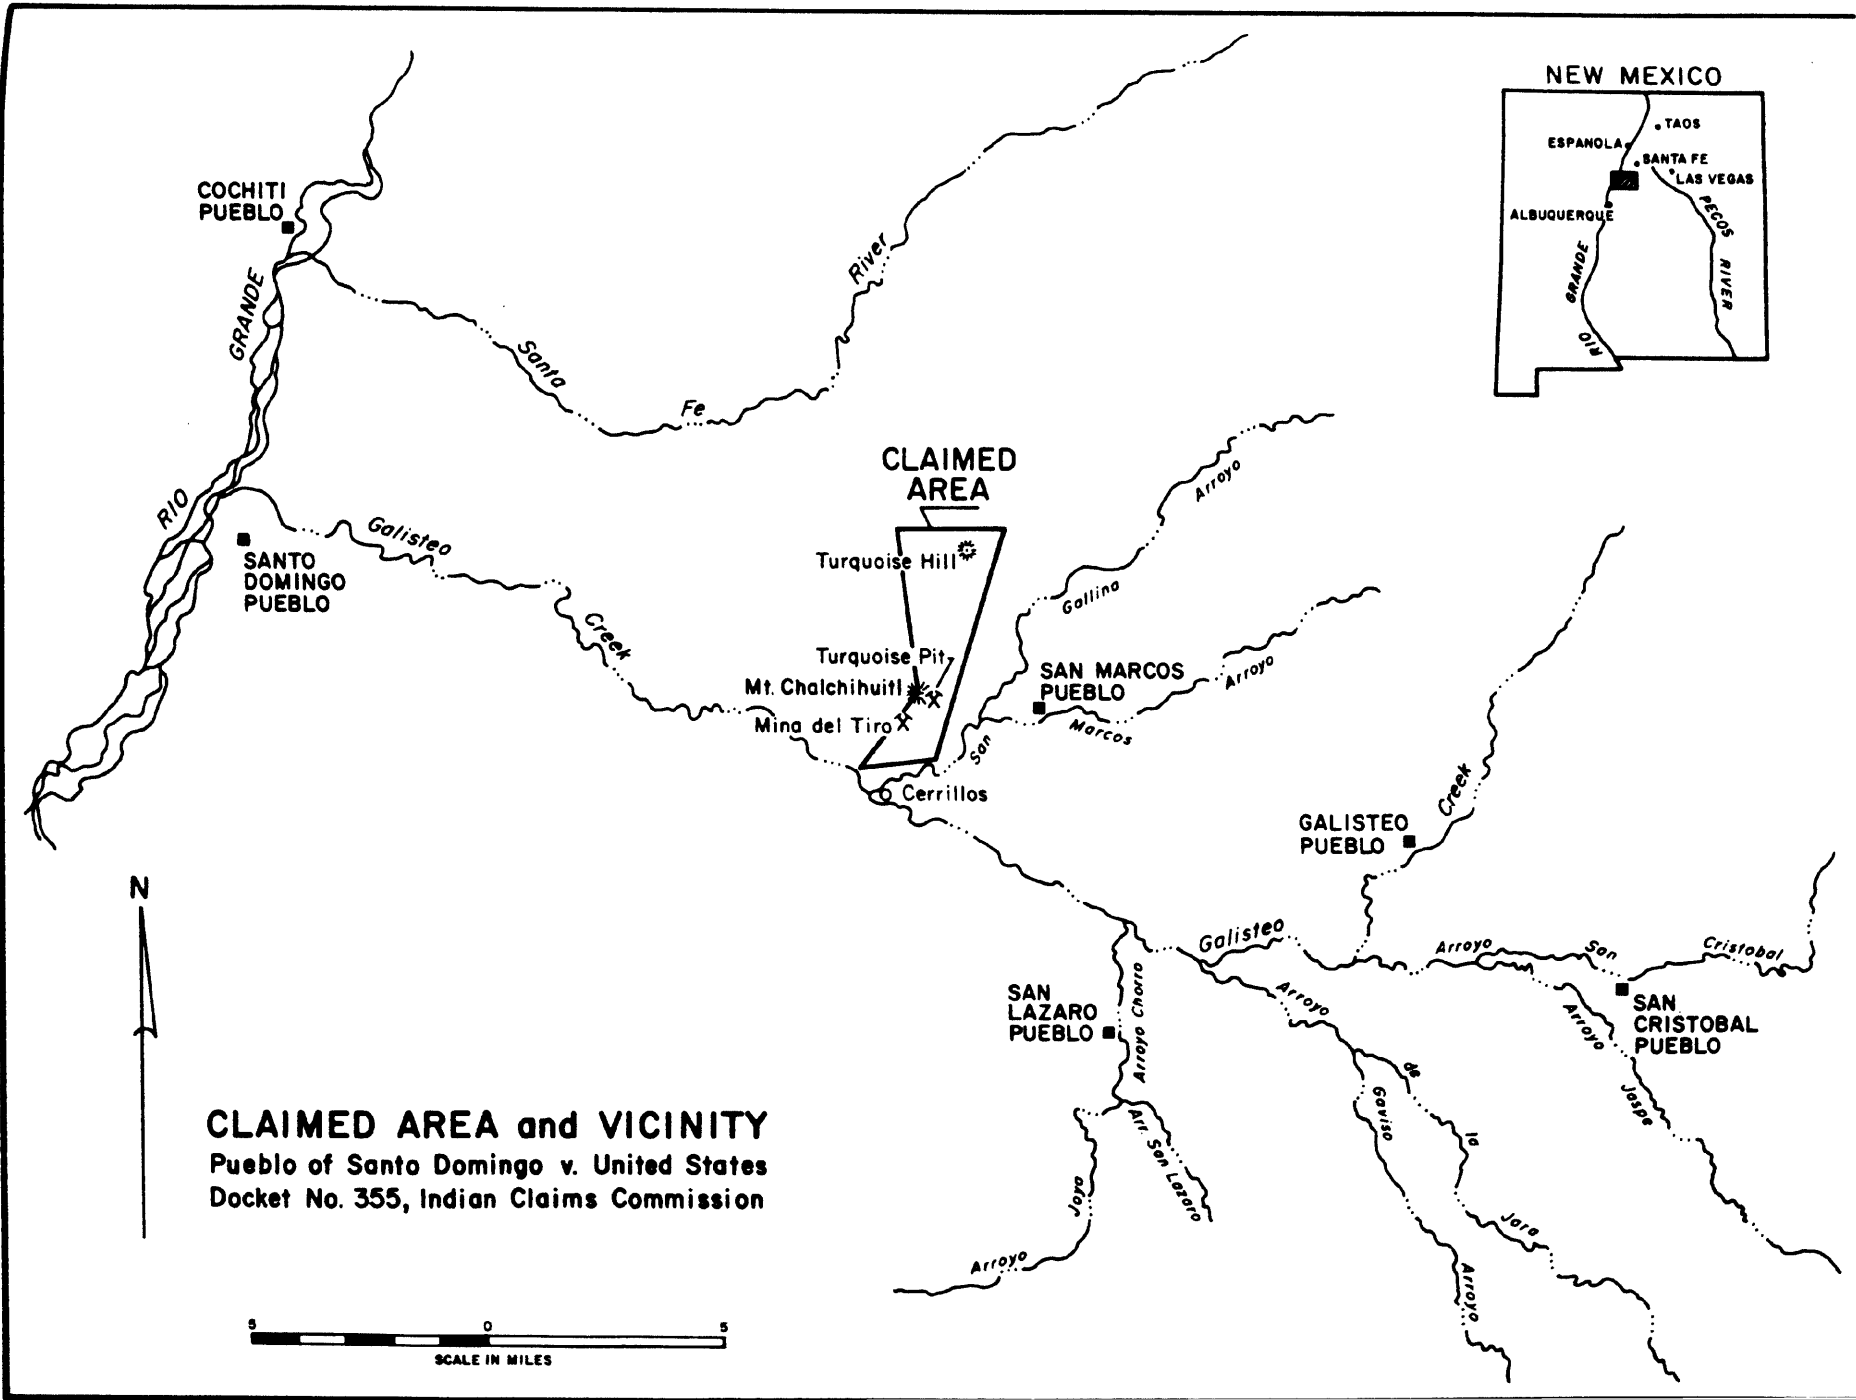 NEW MEXICO
TAOS
ESPANOLA
SANTA FE
LAS VEGAS
ALBUQUERQUE
PECOS
RIVER
GRANDE
RIO
COCHITI
PUEBLO
GRANDE
RIO
River
Santa
Fe
CLAIMED
AREA
Arroyo
Galisteo
SANTO
DOMINGO
PUEBLO
Turquoise Hill
Gallina
Creek
Turquoise Pit
SAN MARCOS
PUEBLO
Arroyo
Mt. Chalchihuitl
Mina del Tiro
Marcos
San
Cerrillos
Creek
GALISTEO
PUEBLO
N
Galisteo
Arroyo
San
Cristobal
SAN
LAZARO
PUEBLO
Arroyo Chorro
Arroyo
Arroyo
SAN
CRISTOBAL
PUEBLO
de
Gaviso
la
Jaspe
CLAIMED AREA and VICINITY
Pueblo of Santo Domingo v. United States
Docket No. 355, Indian Claims Commission
Arr. San Lazaro
Joyo
Jara
Arroyo
Arroyo
5 0 5
SCALE IN MILES